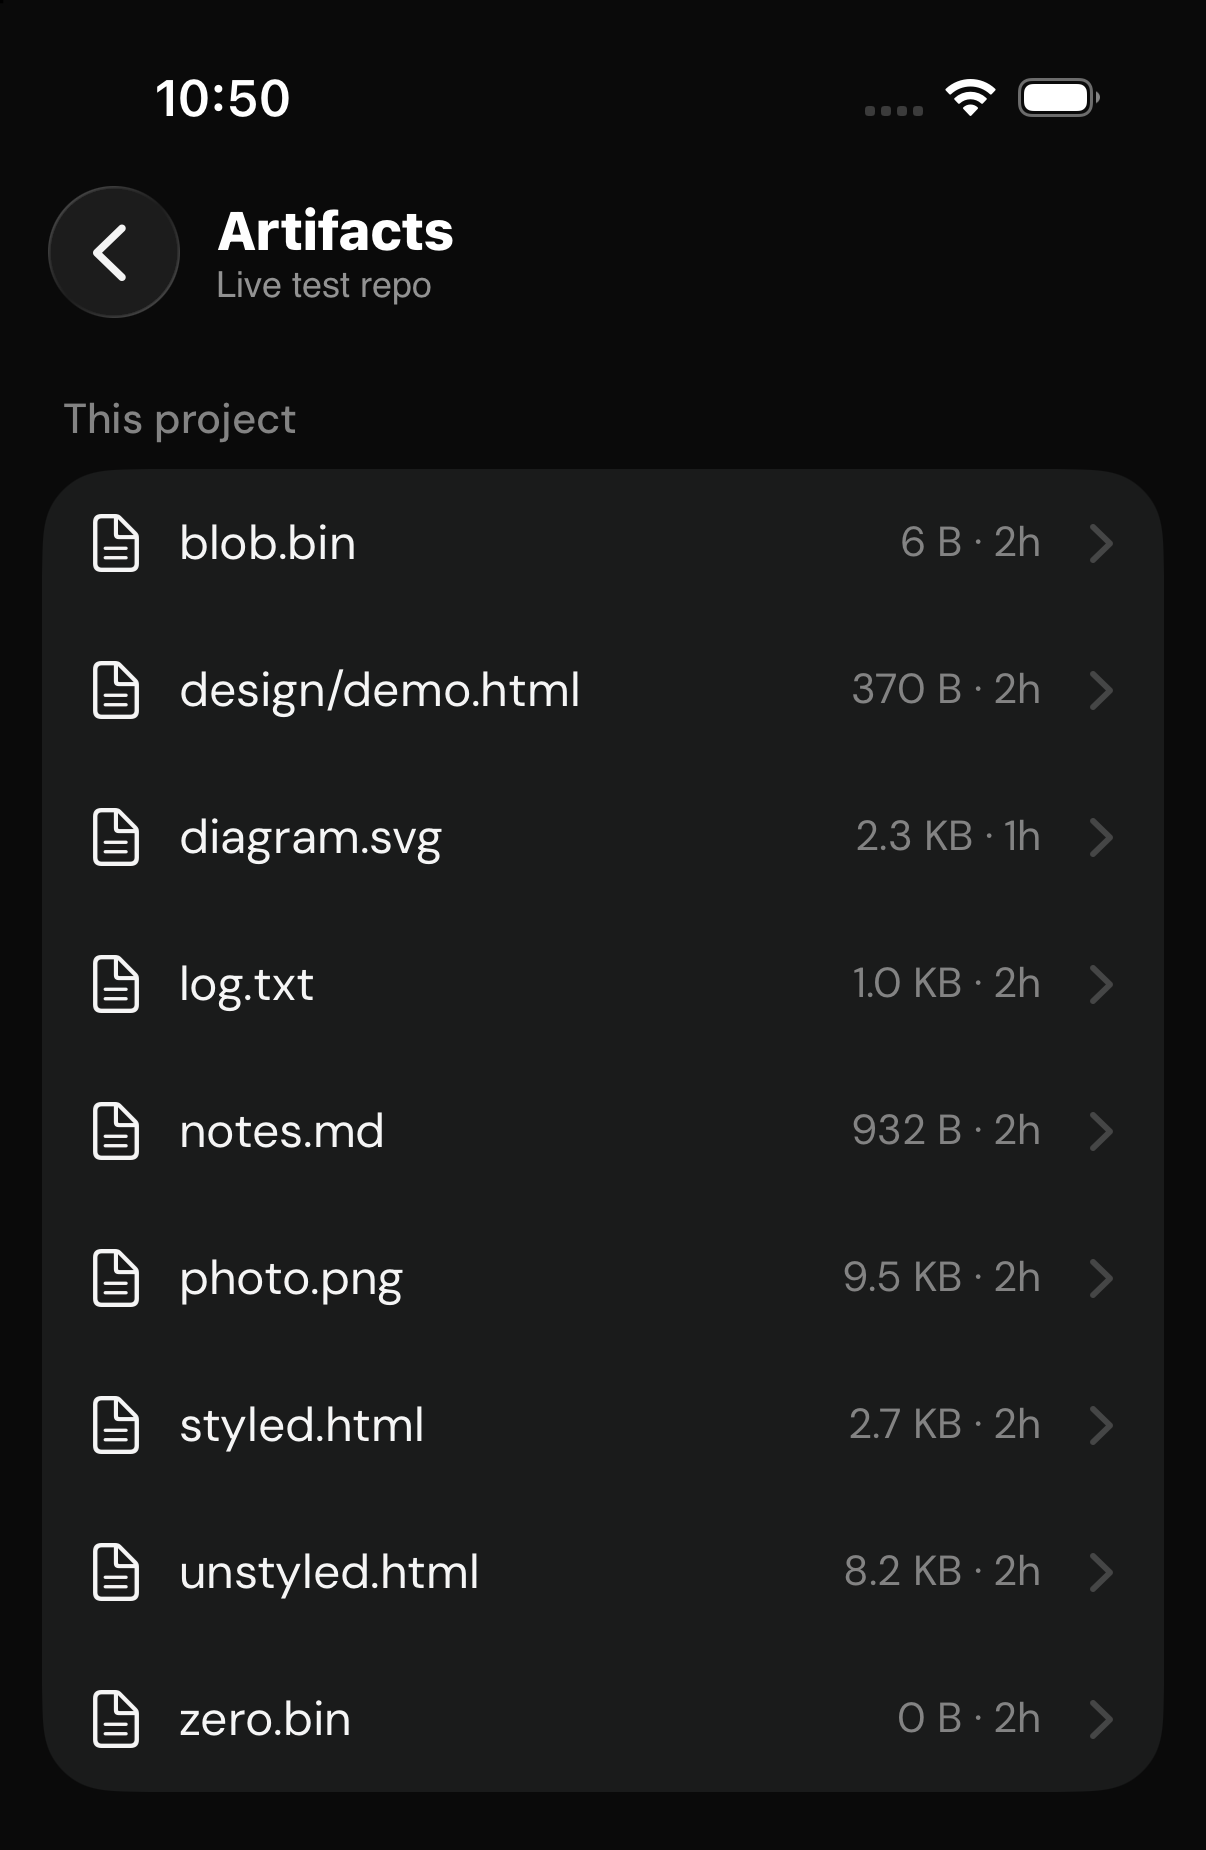 10:50
Artifacts
Live test repo
This project
blob.bin 6 B · 2h
design/demo.html 370 B · 2h
diagram.svg 2.3 KB · 1h
log.txt 1.0 KB · 2h
notes.md 932 B · 2h
photo.png 9.5 KB · 2h
styled.html 2.7 KB · 2h
unstyled.html 8.2 KB · 2h
zero.bin 0 B · 2h